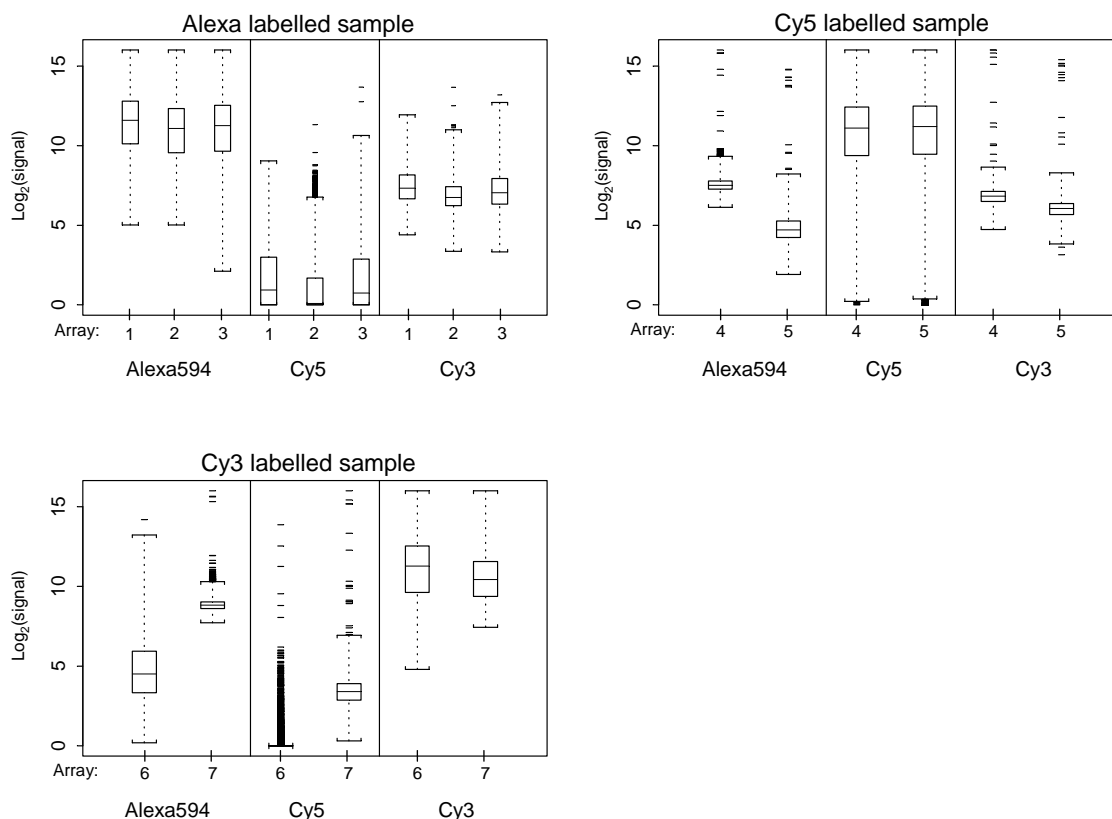 Alexa labelled sample
Log2(signal)
15
10
5
0
Array: 1 2 3 1 2 3 1 2 3
Alexa594 Cy5 Cy3
Cy5 labelled sample
Log2(signal)
15
10
5
0
Array: 4 5 4 5 4 5
Alexa594 Cy5 Cy3
Cy3 labelled sample
Log2(signal)
15
10
5
0
Array: 6 7 6 7 6 7
Alexa594 Cy5 Cy3